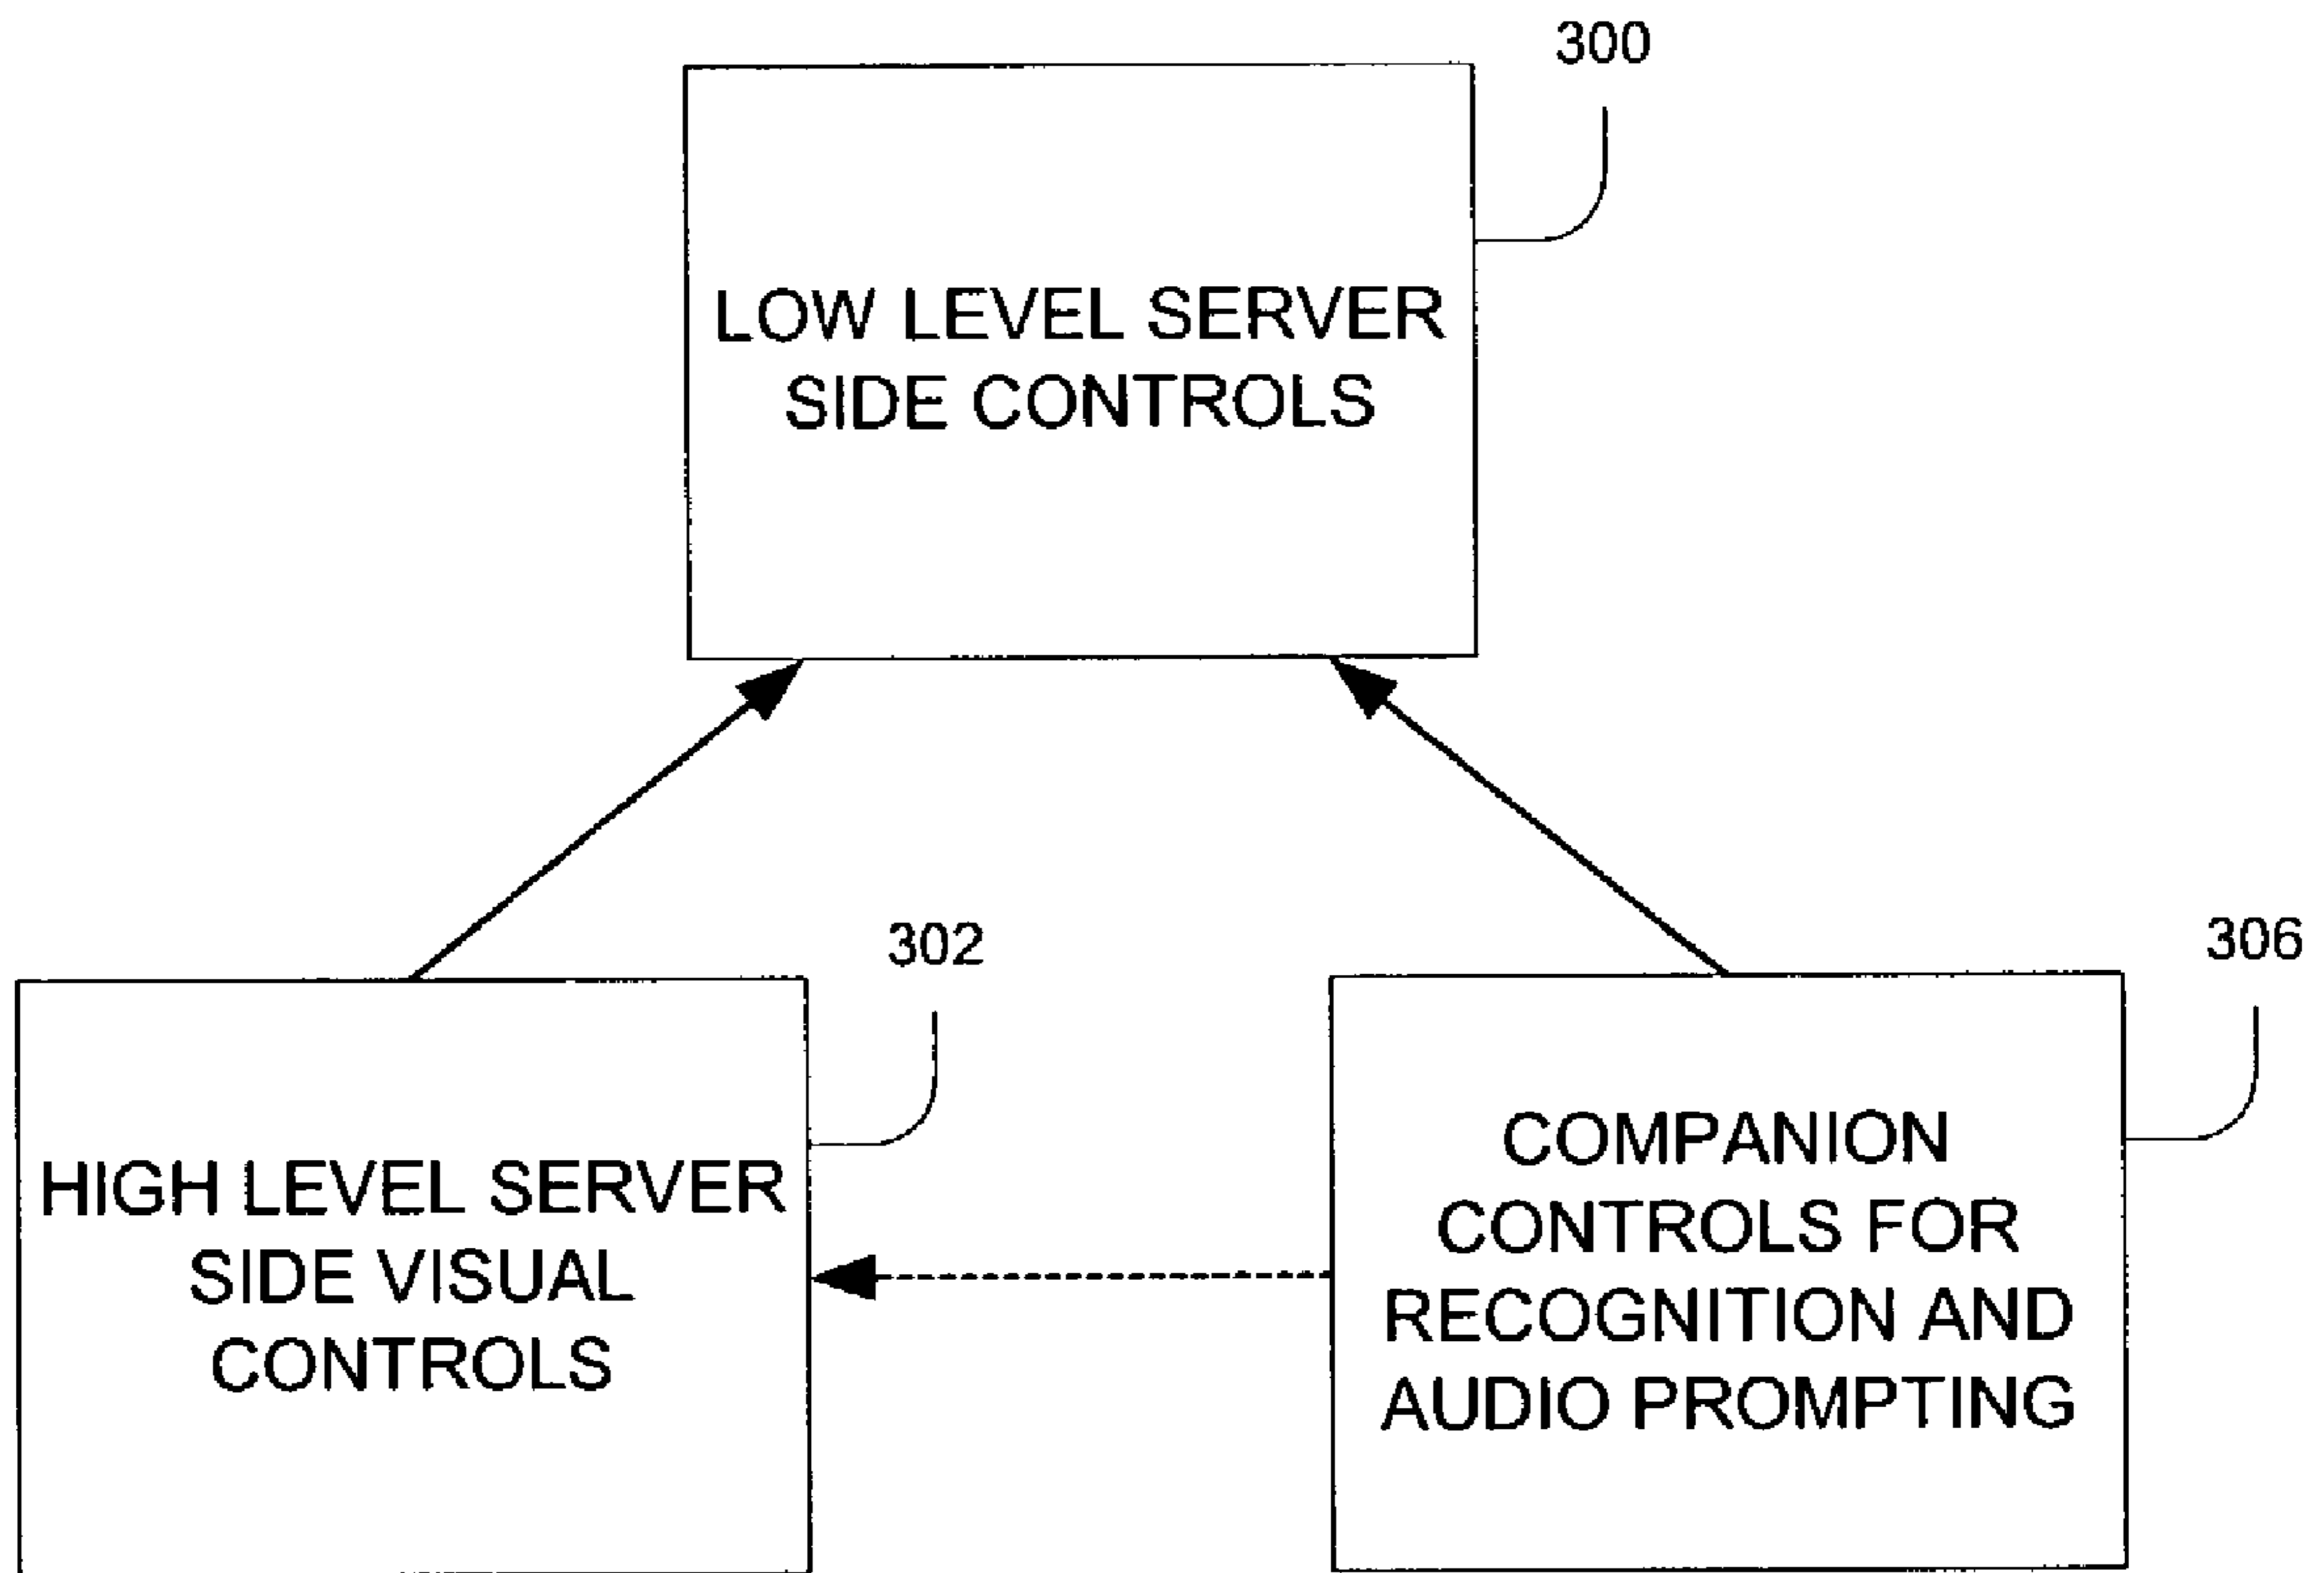 300
LOW LEVEL SERVER
SIDE CONTROLS
302
HIGH LEVEL SERVER
SIDE VISUAL
CONTROLS
306
COMPANION
CONTROLS FOR
RECOGNITION AND
AUDIO PROMPTING